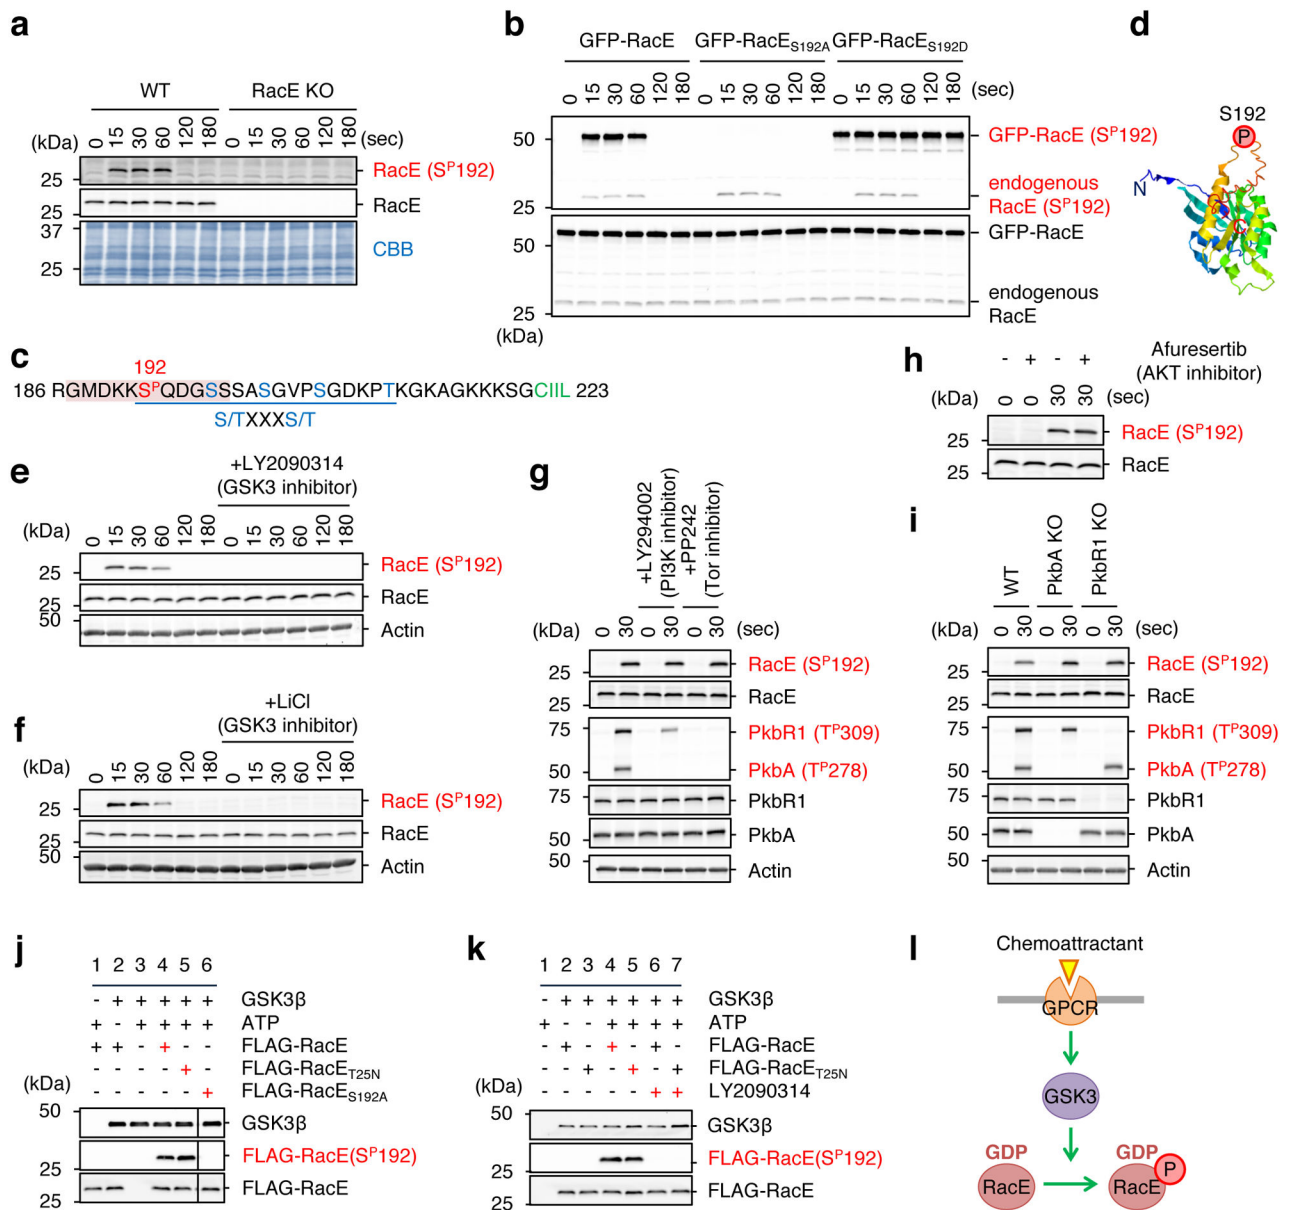 a
WT RacE KO
(kDa) 0 15 30 60 120 180 0 15 30 60 120 180 (sec)
25 RacE (Sᴾ192)
25 RacE
37
25 CBB
b
GFP-RacE GFP-RacE_S192A GFP-RacE_S192D
0 15 30 60 120 180 0 15 30 60 120 180 0 15 30 60 120 180 (sec)
50 GFP-RacE (Sᴾ192)
endogenous
25 RacE (Sᴾ192)
50 GFP-RacE
endogenous
25 RacE
(kDa)
d
S192
P
N
C
c
192
186 RGMDKKSᴾQDGSSSASGVPSGDKPTKGKAGKKKSGCIIL 223
S/TXXXS/T
e
+LY2090314
(GSK3 inhibitor)
(kDa) 0 15 30 60 120 180 0 15 30 60 120 180
25 RacE (Sᴾ192)
25 RacE
50 Actin
f
+LiCl
(GSK3 inhibitor)
(kDa) 0 15 30 60 120 180 0 15 30 60 120 180
25 RacE (Sᴾ192)
25 RacE
50 Actin
g
+LY294002
(PI3K inhibitor)
+PP242
(Tor inhibitor)
(kDa) 0 30 0 30 0 30 (sec)
25 RacE (Sᴾ192)
25 RacE
75 PkbR1 (Tᴾ309)
50 PkbA (Tᴾ278)
75 PkbR1
50 PkbA
50 Actin
h
- + - + Afuresertib
(AKT inhibitor)
0 0 30 30 (sec)
25 RacE (Sᴾ192)
25 RacE
i
WT PkbA KO PkbR1 KO
(kDa) 0 30 0 30 0 30 (sec)
25 RacE (Sᴾ192)
25 RacE
75 PkbR1 (Tᴾ309)
50 PkbA (Tᴾ278)
75 PkbR1
50 PkbA
50 Actin
j
1 2 3 4 5 6
- + + + + + GSK3β
+ - + + + + ATP
+ + - + - - FLAG-RacE
- - - - + - FLAG-RacE_T25N
- - - - - + FLAG-RacE_S192A
(kDa)
50 GSK3β
25 FLAG-RacE(Sᴾ192)
25 FLAG-RacE
k
1 2 3 4 5 6 7
- + + + + + + GSK3β
+ - - + + + + ATP
- + - + - + - FLAG-RacE
- - + - + - + FLAG-RacE_T25N
- - - - - + + LY2090314
(kDa)
50 GSK3β
25 FLAG-RacE(Sᴾ192)
25 FLAG-RacE
l
Chemoattractant
GPCR
GSK3
GDP GDP
P
RacE RacE